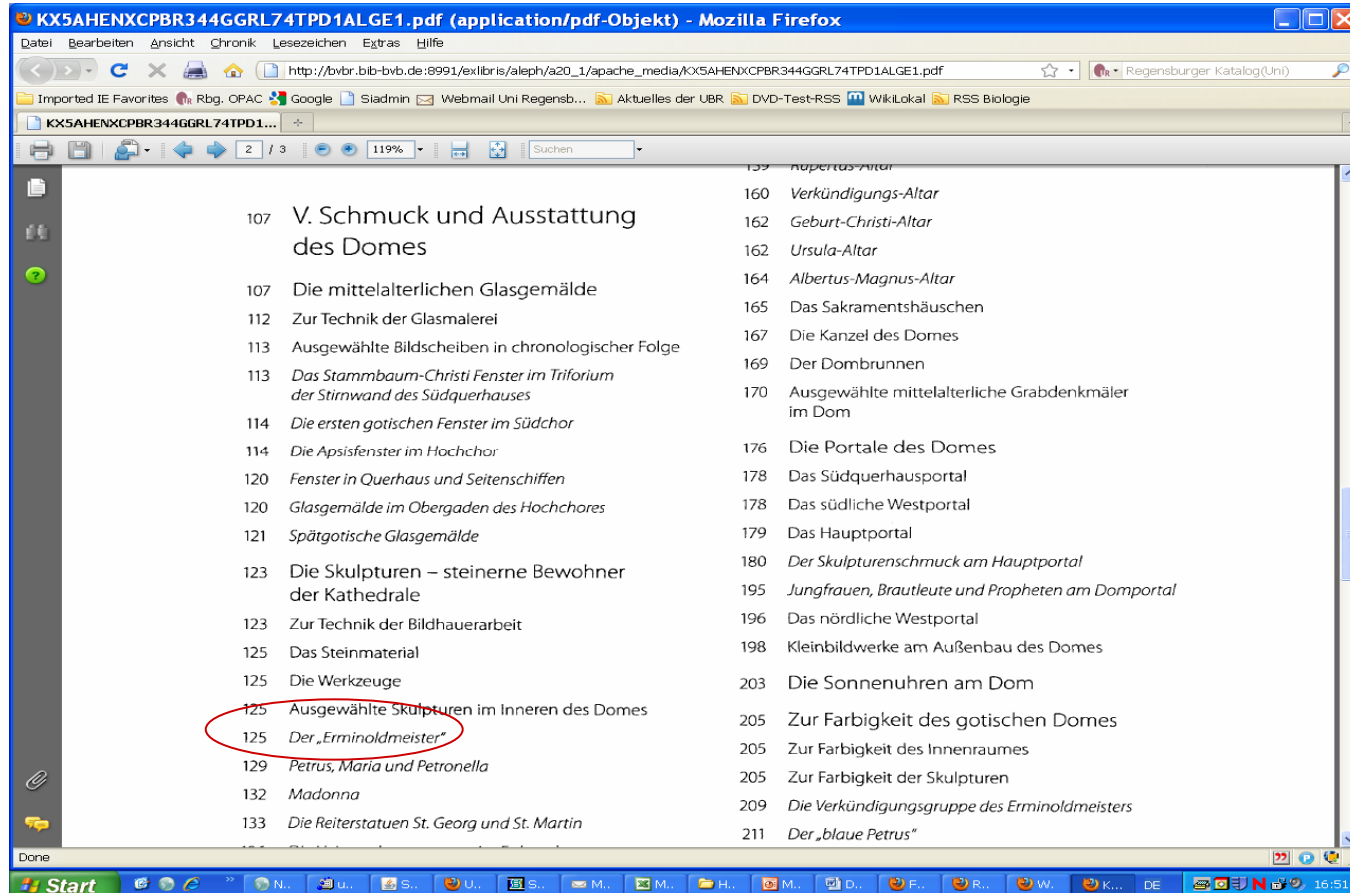 KX5AHENXCPBR344GGRL74TPD1ALGE1.pdf (application/pdf-Objekt) - Mozilla Firefox
Datei Bearbeiten Ansicht Chronik Lesezeichen Extras Hilfe
http://bvbr.bib-bvb.de:8991/exlibris/aleph/a20_1/apache_media/KX5AHENXCPBR344GGRL74TPD1ALGE1.pdf Regensburger Katalog(Uni)
Imported IE Favorites Rbg. OPAC Google Siadmin Webmail Uni Regensb... Aktuelles der UBR DVD-Test-RSS WikiLokal RSS Biologie
KX5AHENXCPBR344GGRL74TPD1...
2 / 3 119% Suchen
107 V. Schmuck und Ausstattung
des Domes
107 Die mittelalterlichen Glasgemälde
112 Zur Technik der Glasmalerei
113 Ausgewählte Bildscheiben in chronologischer Folge
113 Das Stammbaum-Christi Fenster im Triforium
der Stirnwand des Südquerhauses
114 Die ersten gotischen Fenster im Südchor
114 Die Apsisfenster im Hochchor
120 Fenster in Querhaus und Seitenschiffen
120 Glasgemälde im Obergaden des Hochchores
121 Spätgotische Glasgemälde
123 Die Skulpturen – steinerne Bewohner
der Kathedrale
123 Zur Technik der Bildhauerarbeit
125 Das Steinmaterial
125 Die Werkzeuge
125 Ausgewählte Skulpturen im Inneren des Domes
125 Der „Erminoldmeister"
129 Petrus, Maria und Petronella
132 Madonna
133 Die Reiterstatuen St. Georg und St. Martin
159 Rupertus-Altar
160 Verkündigungs-Altar
162 Geburt-Christi-Altar
162 Ursula-Altar
164 Albertus-Magnus-Altar
165 Das Sakramentshäuschen
167 Die Kanzel des Domes
169 Der Dombrunnen
170 Ausgewählte mittelalterliche Grabdenkmäler
im Dom
176 Die Portale des Domes
178 Das Südquerhausportal
178 Das südliche Westportal
179 Das Hauptportal
180 Der Skulpturenschmuck am Hauptportal
195 Jungfrauen, Brautleute und Propheten am Domportal
196 Das nördliche Westportal
198 Kleinbildwerke am Außenbau des Domes
203 Die Sonnenuhren am Dom
205 Zur Farbigkeit des gotischen Domes
205 Zur Farbigkeit des Innenraumes
205 Zur Farbigkeit der Skulpturen
209 Die Verkündigungsgruppe des Erminoldmeisters
211 Der „blaue Petrus"
Done
Start N.. u.. S.. U.. S.. M.. M.. H.. M.. D.. F.. R.. W.. K... DE 16:51